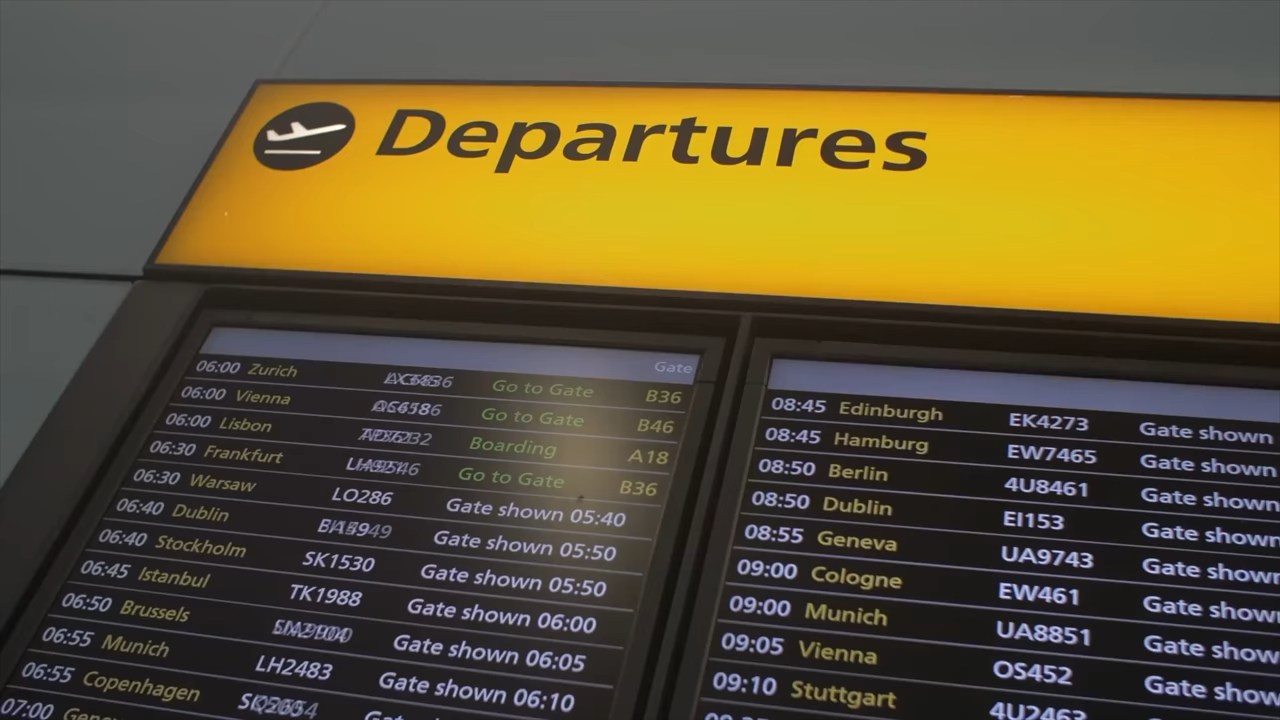 Departures
Gate
06:00 Zurich Go to Gate B36
06:00 Vienna Go to Gate B46
06:00 Lisbon Boarding A18
06:30 Frankfurt Go to Gate B36
06:30 Warsaw LO286 Gate shown 05:40
06:40 Dublin Gate shown 05:50
06:40 Stockholm SK1530 Gate shown 05:50
06:45 Istanbul TK1988 Gate shown 06:00
06:50 Brussels Gate shown 06:05
06:55 Munich LH2483 Gate shown 06:10
06:55 Copenhagen
07:00
08:45 Edinburgh EK4273 Gate shown
08:45 Hamburg EW7465 Gate shown
08:50 Berlin 4U8461 Gate shown
08:50 Dublin EI153 Gate shown
08:55 Geneva UA9743 Gate shown
09:00 Cologne EW461 Gate shown
09:00 Munich UA8851 Gate shown
09:05 Vienna OS452 Gate show
09:10 Stuttgart 4U2463 Gate show